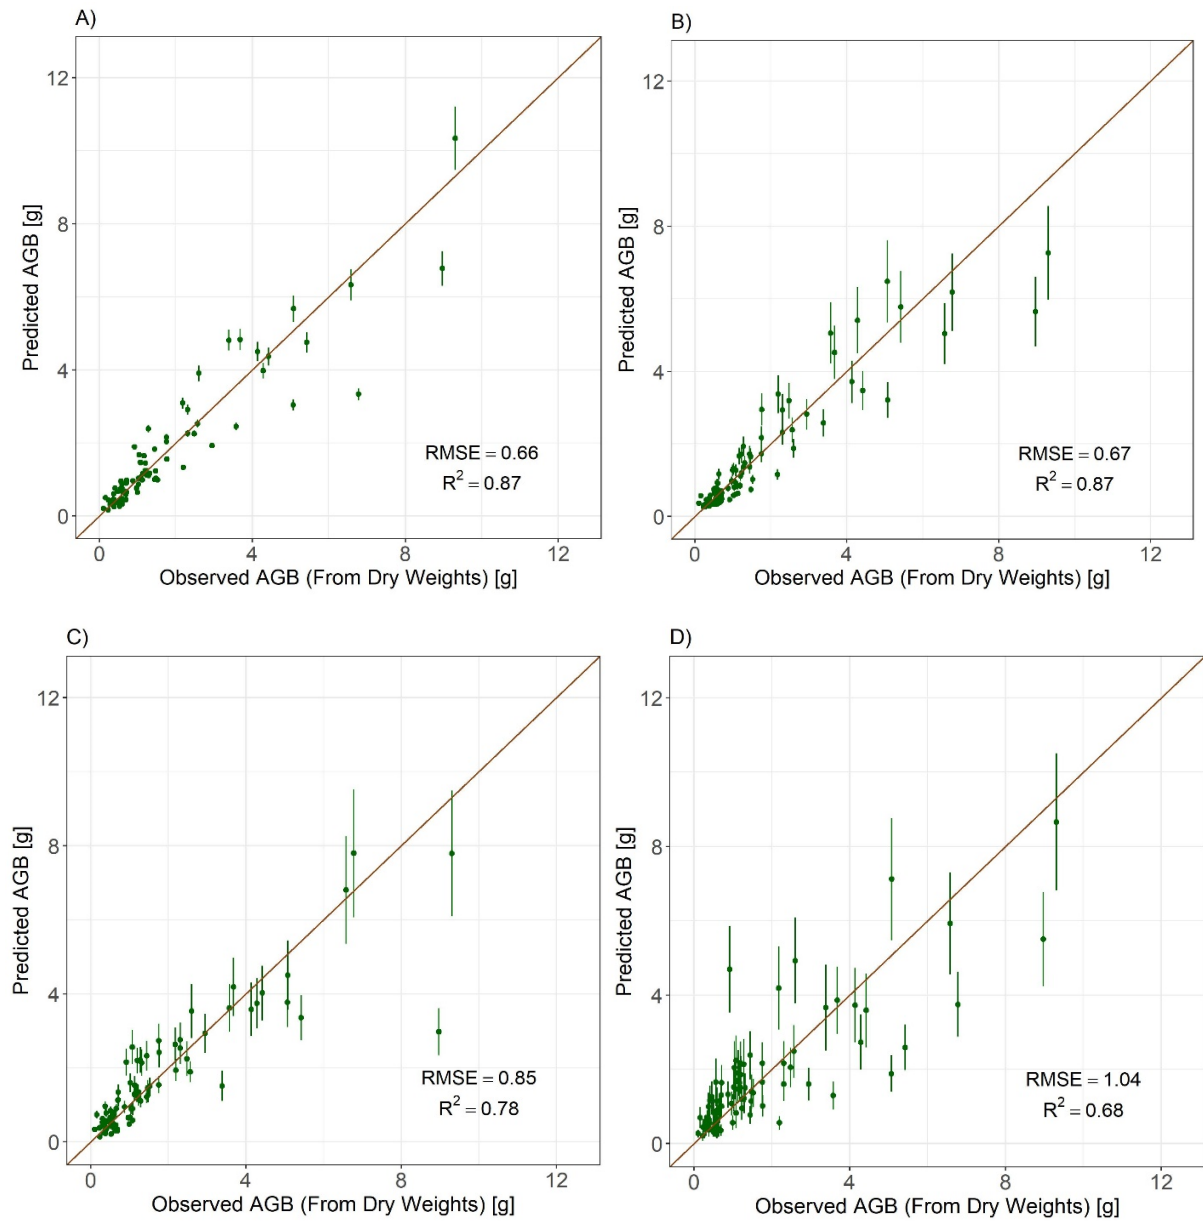 A)
12
8
4
0
Predicted AGB [g]
RMSE = 0.66
R² = 0.87
0 4 8 12
Observed AGB (From Dry Weights) [g]
B)
12
8
4
0
Predicted AGB [g]
RMSE = 0.67
R² = 0.87
0 4 8 12
Observed AGB (From Dry Weights) [g]
C)
12
8
4
0
Predicted AGB [g]
RMSE = 0.85
R² = 0.78
0 4 8 12
Observed AGB (From Dry Weights) [g]
D)
12
8
4
0
Predicted AGB [g]
RMSE = 1.04
R² = 0.68
0 4 8 12
Observed AGB (From Dry Weights) [g]